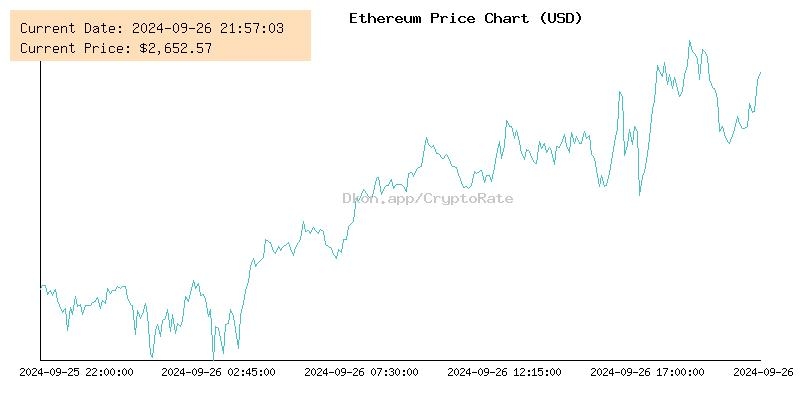 Ethereum Price Chart (USD)
Current Date: 2024-09-26 21:57:03
Current Price: $2,652.57
Dkon.app/CryptoRate
2024-09-25 22:00:00 2024-09-26 02:45:00 2024-09-26 07:30:00 2024-09-26 12:15:00 2024-09-26 17:00:00 2024-09-26